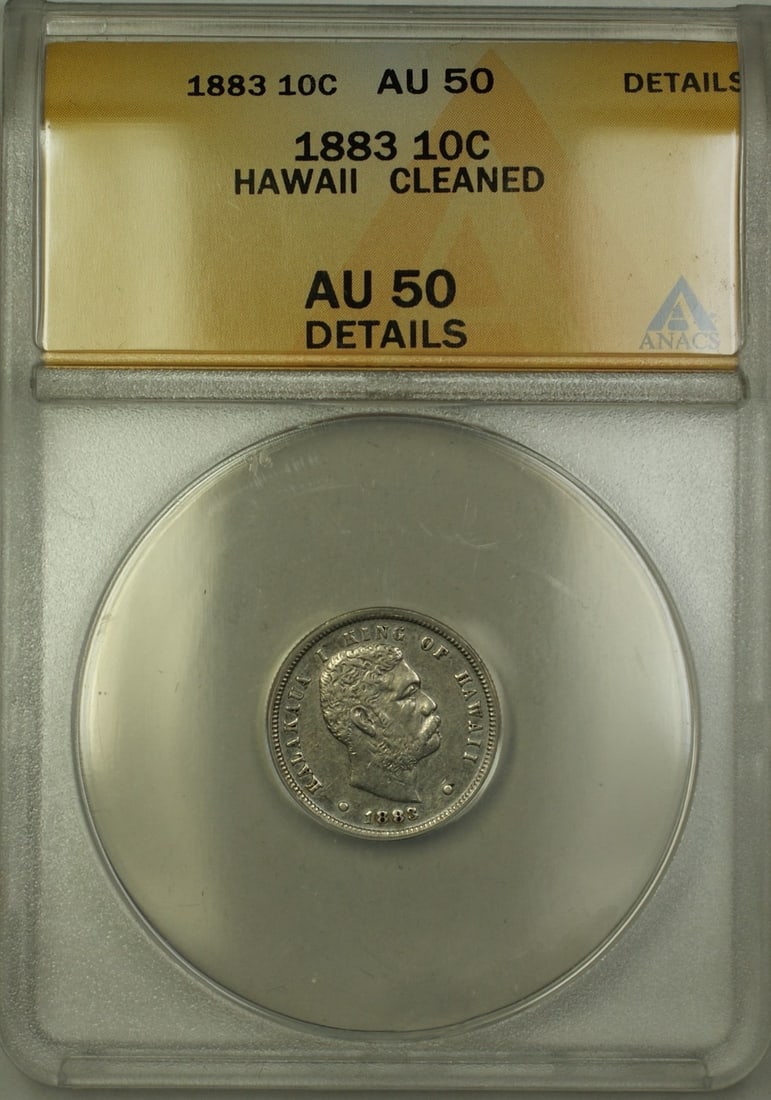 1883 10C AU 50 DETAILS
1883 10C
HAWAII CLEANED
AU 50
DETAILS
ANACS
KALAKAUA I KING OF HAWAII
1883